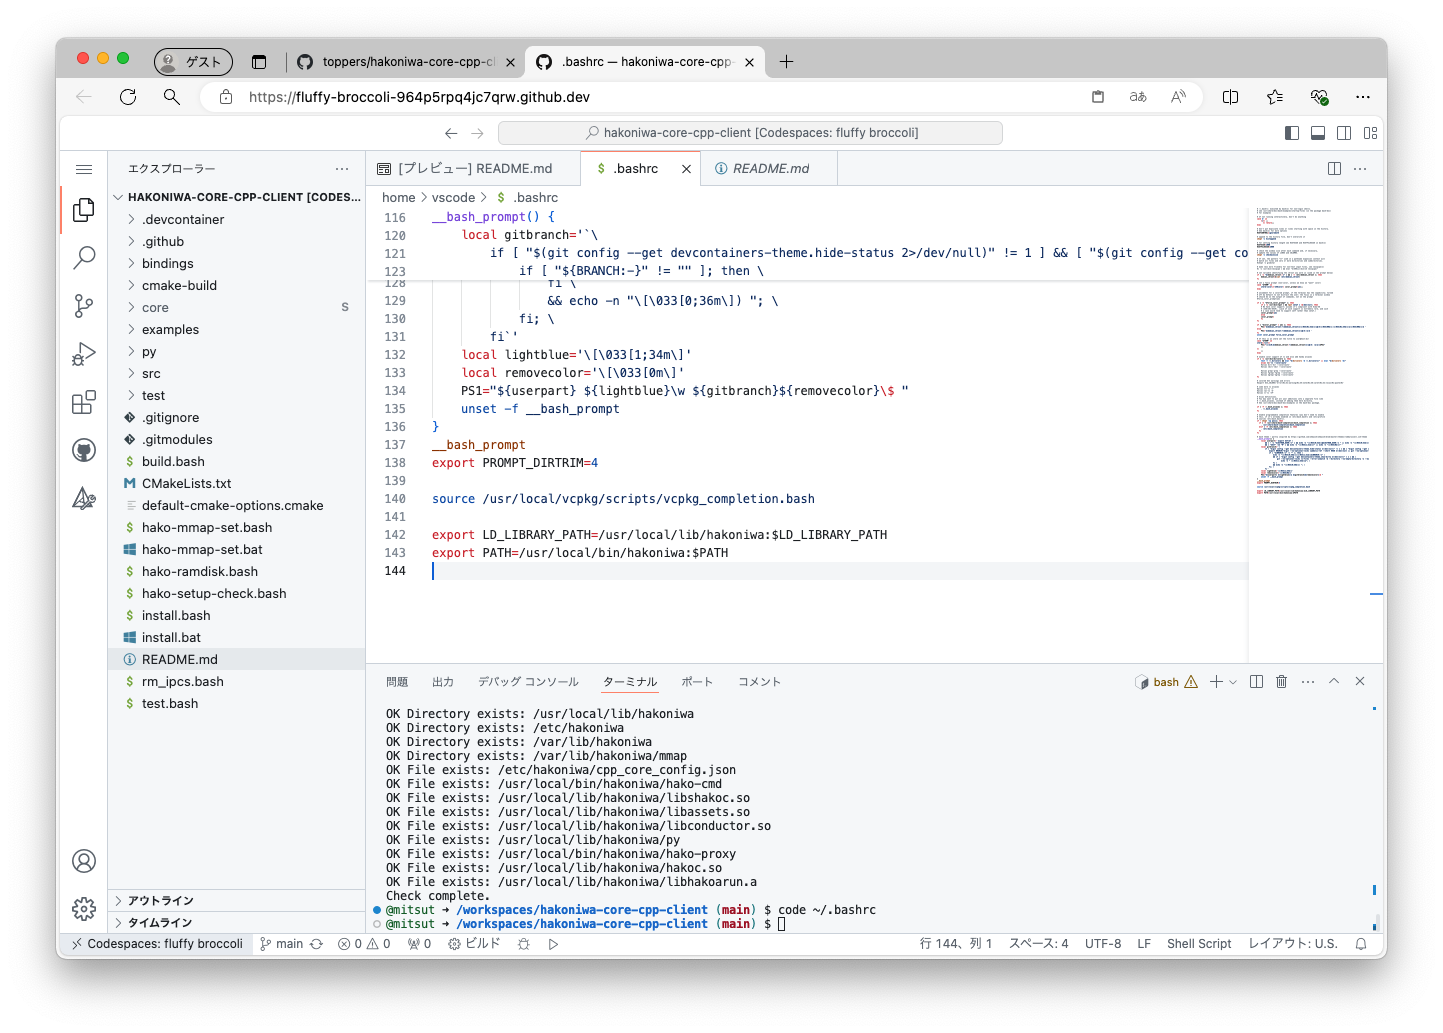 ゲスト
toppers/hakoniwa-core-cpp-cl
.bashrc — hakoniwa-core-cpp-
https://fluffy-broccoli-964p5rpq4jc7qrw.github.dev
hakoniwa-core-cpp-client [Codespaces: fluffy broccoli]
エクスプローラー
HAKONIWA-CORE-CPP-CLIENT [CODES...
.devcontainer
.github
bindings
cmake-build
core S
examples
py
src
test
.gitignore
.gitmodules
build.bash
CMakeLists.txt
default-cmake-options.cmake
hako-mmap-set.bash
hako-mmap-set.bat
hako-ramdisk.bash
hako-setup-check.bash
install.bash
install.bat
README.md
rm_ipcs.bash
test.bash
アウトライン
タイムライン
[プレビュー] README.md
$ .bashrc
README.md
home > vscode > $ .bashrc
116 __bash_prompt() {
120 local gitbranch='`\
121 if [ "$(git config --get devcontainers-theme.hide-status 2>/dev/null)" != 1 ] && [ "$(git config --get co
123 if [ "${BRANCH:-}" != "" ]; then \
128 fi \
129 && echo -n "\[\033[0;36m\]) "; \
130 fi; \
131 fi`'
132 local lightblue='\[\033[1;34m\]'
133 local removecolor='\[\033[0m\]'
134 PS1="${userpart} ${lightblue}\w ${gitbranch}${removecolor}\$ "
135 unset -f __bash_prompt
136 }
137 __bash_prompt
138 export PROMPT_DIRTRIM=4
139
140 source /usr/local/vcpkg/scripts/vcpkg_completion.bash
141
142 export LD_LIBRARY_PATH=/usr/local/lib/hakoniwa:$LD_LIBRARY_PATH
143 export PATH=/usr/local/bin/hakoniwa:$PATH
144
問題 出力 デバッグ コンソール ターミナル ポート コメント
bash
OK Directory exists: /usr/local/lib/hakoniwa
OK Directory exists: /etc/hakoniwa
OK Directory exists: /var/lib/hakoniwa
OK Directory exists: /var/lib/hakoniwa/mmap
OK File exists: /etc/hakoniwa/cpp_core_config.json
OK File exists: /usr/local/bin/hakoniwa/hako-cmd
OK File exists: /usr/local/lib/hakoniwa/libshakoc.so
OK File exists: /usr/local/lib/hakoniwa/libassets.so
OK File exists: /usr/local/lib/hakoniwa/libconductor.so
OK File exists: /usr/local/lib/hakoniwa/py
OK File exists: /usr/local/bin/hakoniwa/hako-proxy
OK File exists: /usr/local/lib/hakoniwa/hakoc.so
OK File exists: /usr/local/lib/hakoniwa/libhakoarun.a
Check complete.
@mitsut ➜ /workspaces/hakoniwa-core-cpp-client (main) $ code ~/.bashrc
@mitsut ➜ /workspaces/hakoniwa-core-cpp-client (main) $
Codespaces: fluffy broccoli main 0 0 0 ビルド 行 144、列 1 スペース: 4 UTF-8 LF Shell Script レイアウト: U.S.